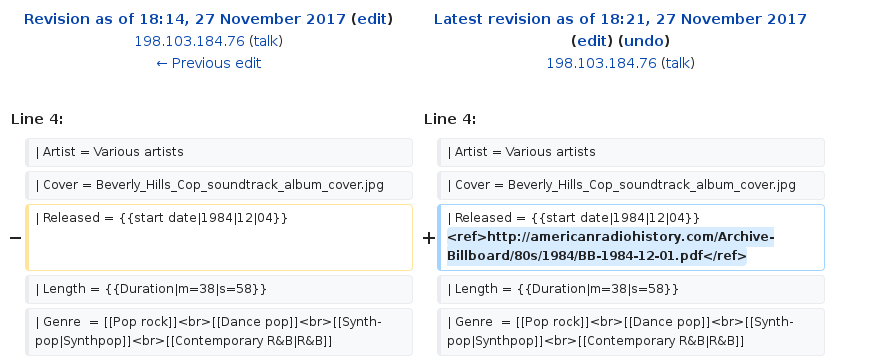 Revision as of 18:14, 27 November 2017 (edit)
198.103.184.76 (talk)
← Previous edit
Latest revision as of 18:21, 27 November 2017
(edit) (undo)
198.103.184.76 (talk)
Line 4:
Line 4:
| Artist = Various artists
| Artist = Various artists
| Cover = Beverly_Hills_Cop_soundtrack_album_cover.jpg
| Cover = Beverly_Hills_Cop_soundtrack_album_cover.jpg
−
| Released = {{start date|1984|12|04}}
+
| Released = {{start date|1984|12|04}}
<ref>http://americanradiohistory.com/Archive-
Billboard/80s/1984/BB-1984-12-01.pdf</ref>
| Length = {{Duration|m=38|s=58}}
| Length = {{Duration|m=38|s=58}}
| Genre  = [[Pop rock]]<br>[[Dance pop]]<br>[[Synth-
pop|Synthpop]]<br>[[Contemporary R&B|R&B]]
| Genre  = [[Pop rock]]<br>[[Dance pop]]<br>[[Synth-
pop|Synthpop]]<br>[[Contemporary R&B|R&B]]